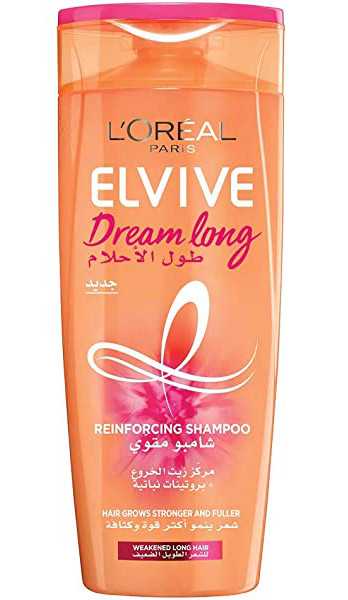 L'ORÉAL
PARIS
ELVIVE
Dream long
طول الأحلام
جديد
REINFORCING SHAMPOO
شامبو مقوي
مركز زيت الخروع
+ بروتينات نباتية
HAIR GROWS STRONGER AND FULLER
شعر ينمو أكثر قوة وكثافة
WEAKENED LONG HAIR
للشعر الطويل الضعيف